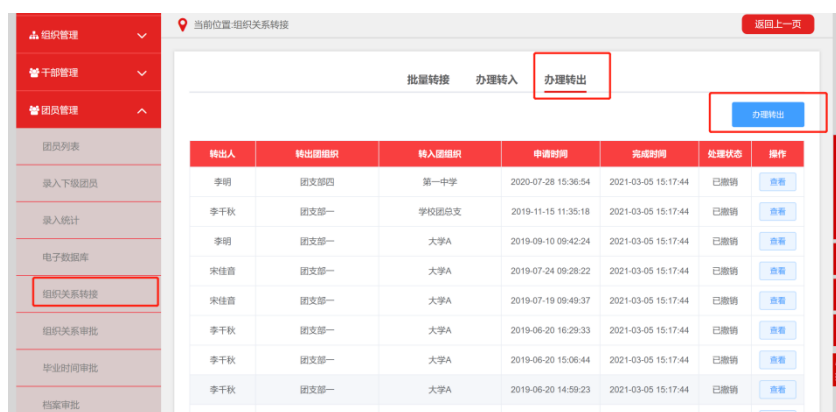 组织管理
干部管理
团员管理
团员列表
录入下级团员
录入统计
电子数据库
组织关系转接
组织关系审批
毕业时间审批
档案审批
当前位置:组织关系转接
返回上一页
批量转接 办理转入 办理转出
办理转出
转出人 转出团组织 转入团组织 申请时间 完成时间 处理状态 操作
李明 团支部四 第一中学 2020-07-28 15:36:54 2021-03-05 15:17:44 已撤销 查看
李千秋 团支部一 学校团总支 2019-11-15 11:35:18 2021-03-05 15:17:44 已撤销 查看
李明 团支部一 大学A 2019-09-10 09:42:24 2021-03-05 15:17:44 已撤销 查看
宋佳音 团支部一 大学A 2019-07-24 09:28:22 2021-03-05 15:17:44 已撤销 查看
宋佳音 团支部一 大学A 2019-07-19 09:49:37 2021-03-05 15:17:44 已撤销 查看
李千秋 团支部一 大学A 2019-06-20 16:29:33 2021-03-05 15:17:44 已撤销 查看
李千秋 团支部一 大学A 2019-06-20 15:06:44 2021-03-05 15:17:44 已撤销 查看
李千秋 团支部一 大学A 2019-06-20 14:59:23 2021-03-05 15:17:44 已撤销 查看